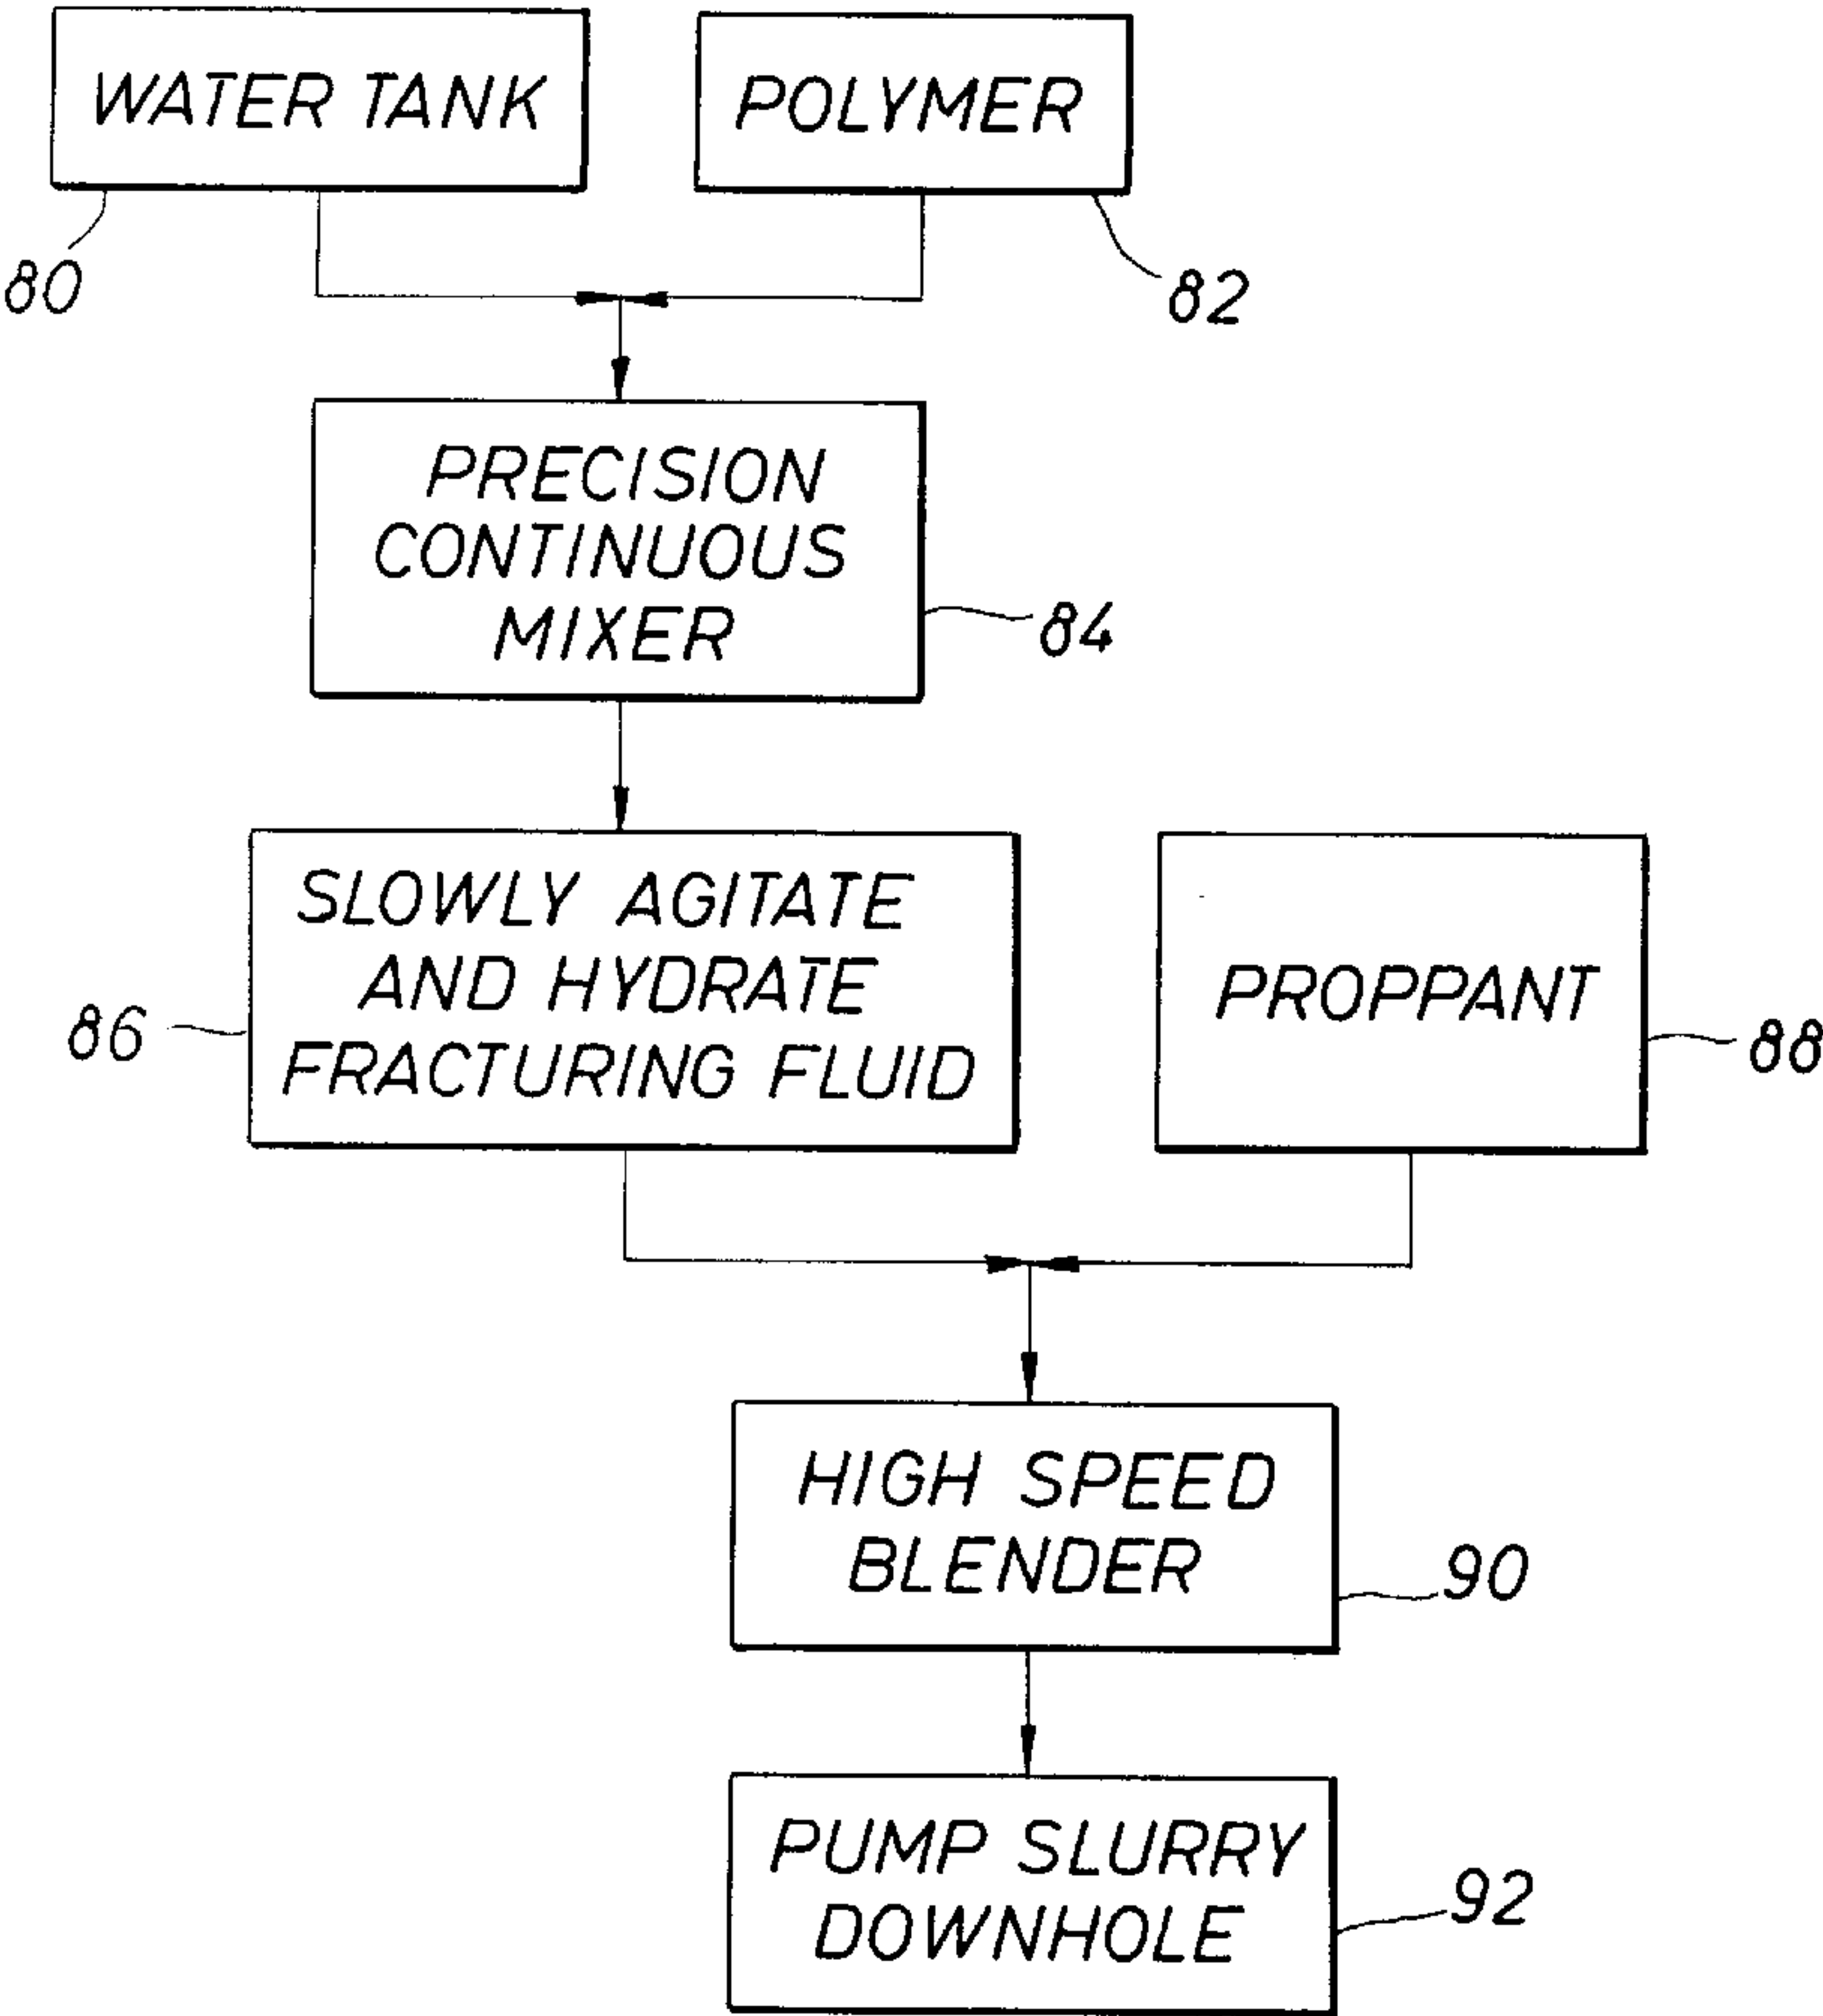 WATER TANK
POLYMER
80
82
PRECISION
CONTINUOUS
MIXER
84
SLOWLY AGITATE
AND HYDRATE
FRACTURING FLUID
86
PROPPANT
88
HIGH SPEED
BLENDER
90
PUMP SLURRY
DOWNHOLE
92